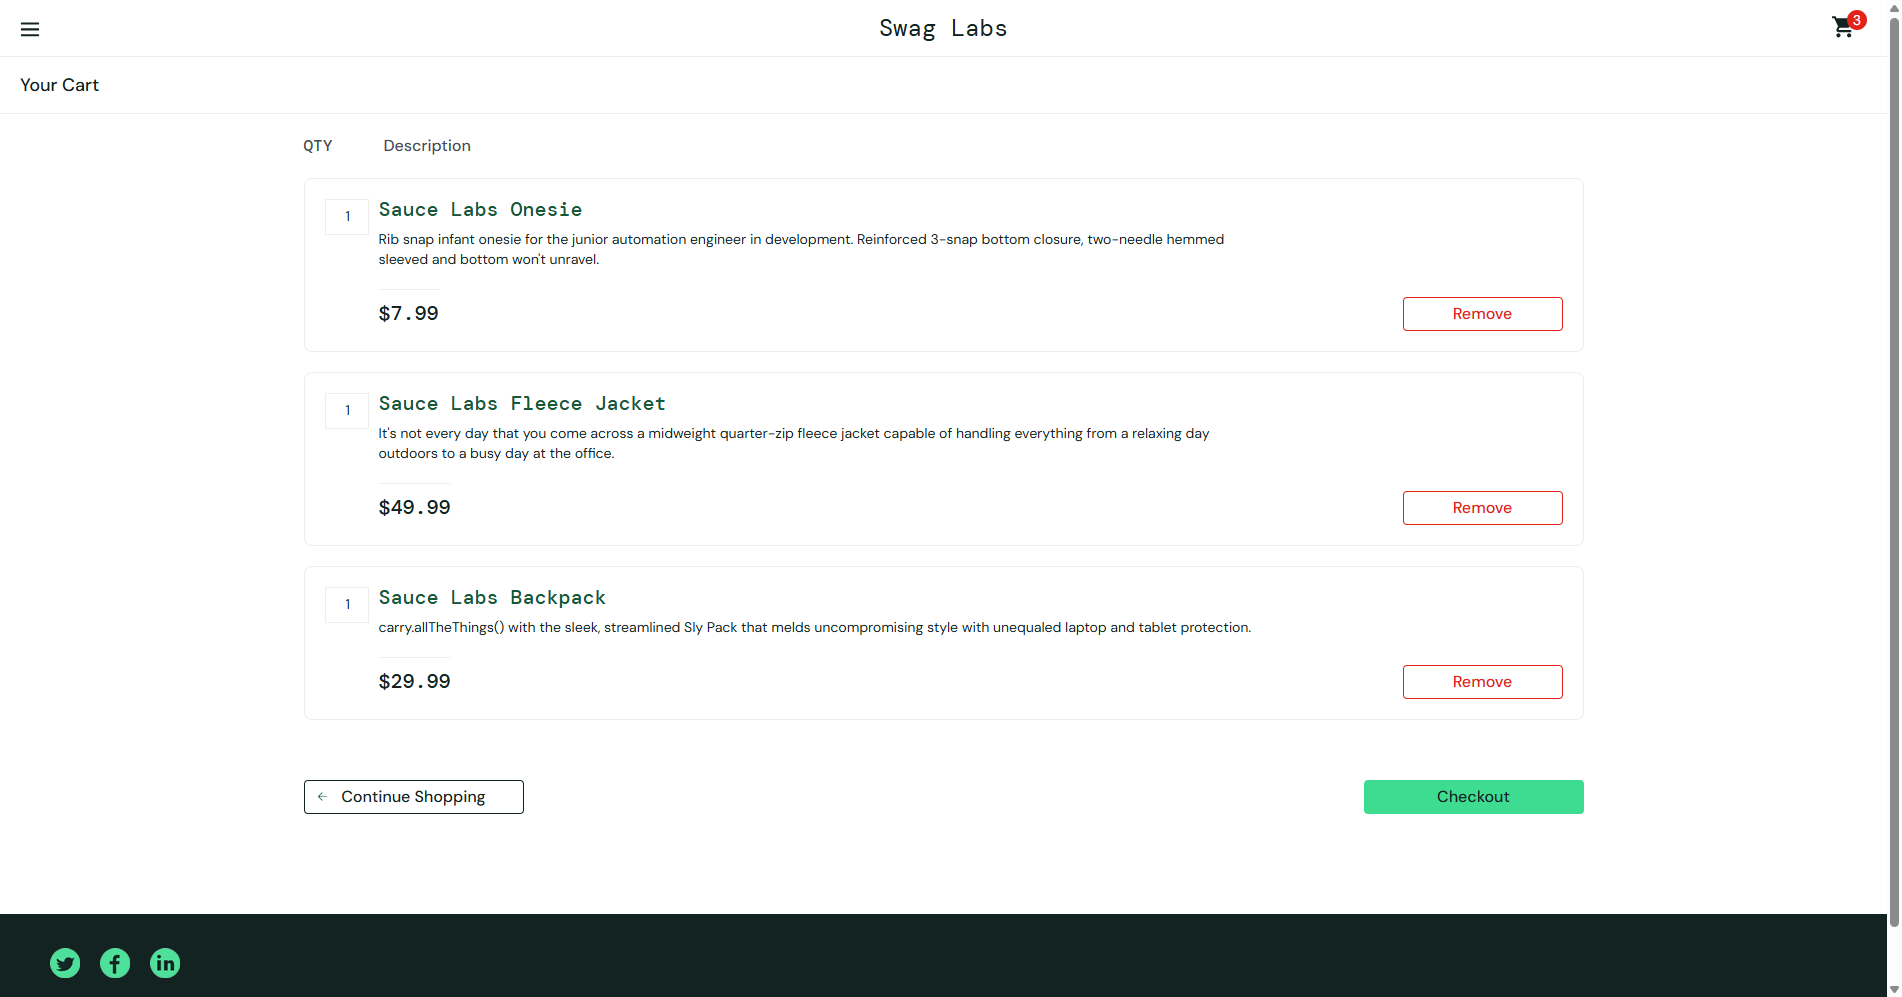 Swag Labs
3
Your Cart
QTY Description
1 Sauce Labs Onesie
Rib snap infant onesie for the junior automation engineer in development. Reinforced 3-snap bottom closure, two-needle hemmed
sleeved and bottom won't unravel.
$7.99 Remove
1 Sauce Labs Fleece Jacket
It's not every day that you come across a midweight quarter-zip fleece jacket capable of handling everything from a relaxing day
outdoors to a busy day at the office.
$49.99 Remove
1 Sauce Labs Backpack
carry.allTheThings() with the sleek, streamlined Sly Pack that melds uncompromising style with unequaled laptop and tablet protection.
$29.99 Remove
Continue Shopping Checkout